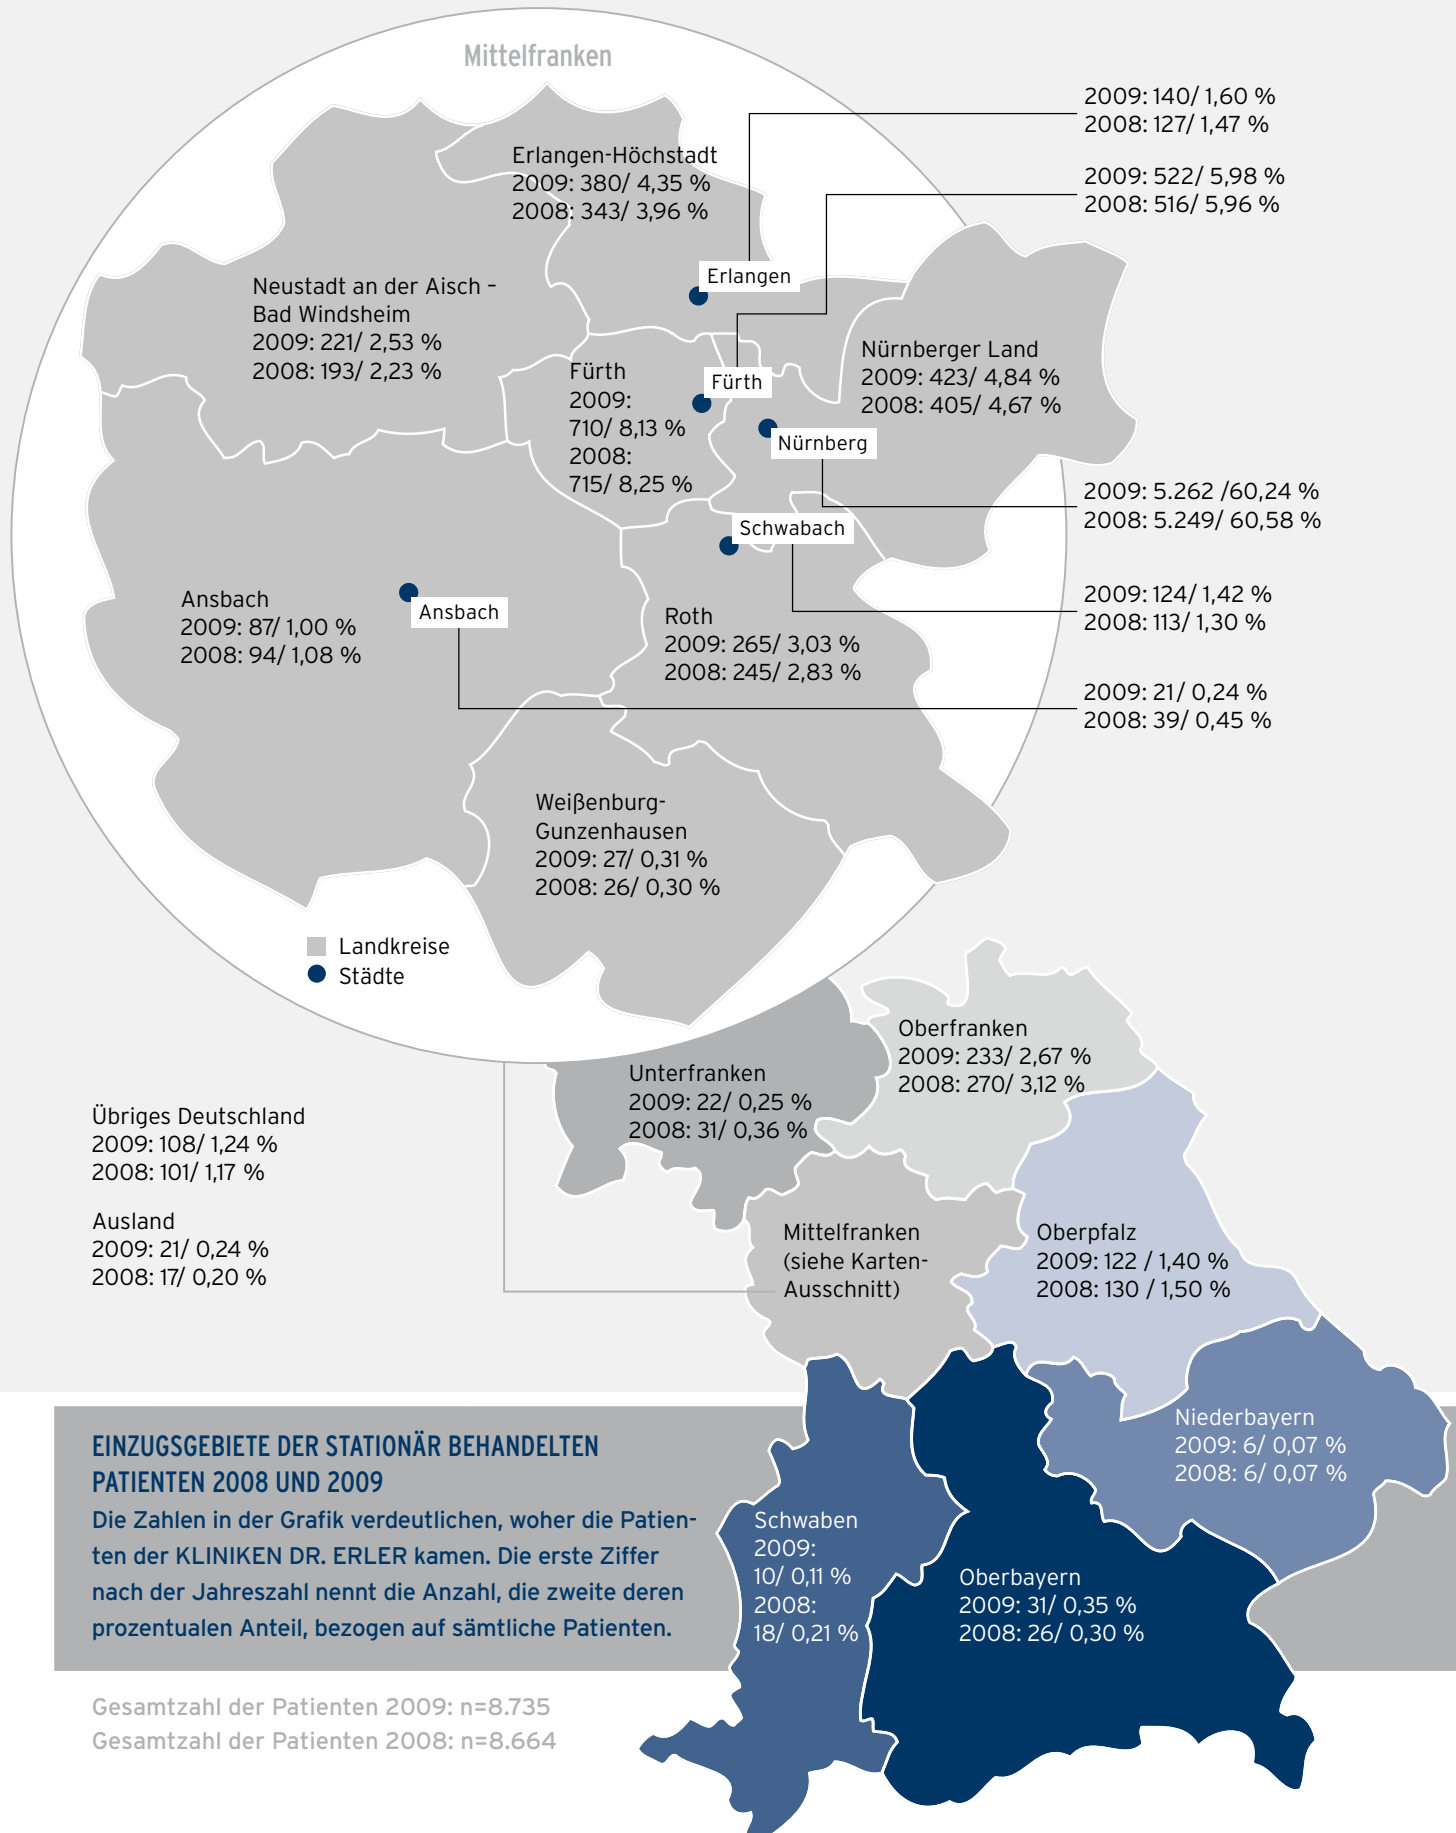 Mittelfranken
2009: 140/ 1,60 %
2008: 127/ 1,47 %
Erlangen-Höchstadt
2009: 380/ 4,35 %
2008: 343/ 3,96 %
2009: 522/ 5,98 %
2008: 516/ 5,96 %
Erlangen
Neustadt an der Aisch –
Bad Windsheim
2009: 221/ 2,53 %
2008: 193/ 2,23 %
Nürnberger Land
2009: 423/ 4,84 %
2008: 405/ 4,67 %
Fürth
2009:
710/ 8,13 %
2008:
715/ 8,25 %
Fürth
Nürnberg
2009: 5.262 /60,24 %
2008: 5.249/ 60,58 %
Schwabach
2009: 124/ 1,42 %
2008: 113/ 1,30 %
Ansbach
2009: 87/ 1,00 %
2008: 94/ 1,08 %
Ansbach
Roth
2009: 265/ 3,03 %
2008: 245/ 2,83 %
2009: 21/ 0,24 %
2008: 39/ 0,45 %
Weißenburg-
Gunzenhausen
2009: 27/ 0,31 %
2008: 26/ 0,30 %
Landkreise
Städte
Oberfranken
2009: 233/ 2,67 %
2008: 270/ 3,12 %
Unterfranken
2009: 22/ 0,25 %
2008: 31/ 0,36 %
Übriges Deutschland
2009: 108/ 1,24 %
2008: 101/ 1,17 %
Ausland
2009: 21/ 0,24 %
2008: 17/ 0,20 %
Mittelfranken
(siehe Karten-
Ausschnitt)
Oberpfalz
2009: 122 / 1,40 %
2008: 130 / 1,50 %
Niederbayern
2009: 6/ 0,07 %
2008: 6/ 0,07 %
EINZUGSGEBIETE DER STATIONÄR BEHANDELTEN
PATIENTEN 2008 UND 2009
Die Zahlen in der Grafik verdeutlichen, woher die Patien-
ten der KLINIKEN DR. ERLER kamen. Die erste Ziffer
nach der Jahreszahl nennt die Anzahl, die zweite deren
prozentualen Anteil, bezogen auf sämtliche Patienten.
Schwaben
2009:
10/ 0,11 %
2008:
18/ 0,21 %
Oberbayern
2009: 31/ 0,35 %
2008: 26/ 0,30 %
Gesamtzahl der Patienten 2009: n=8.735
Gesamtzahl der Patienten 2008: n=8.664